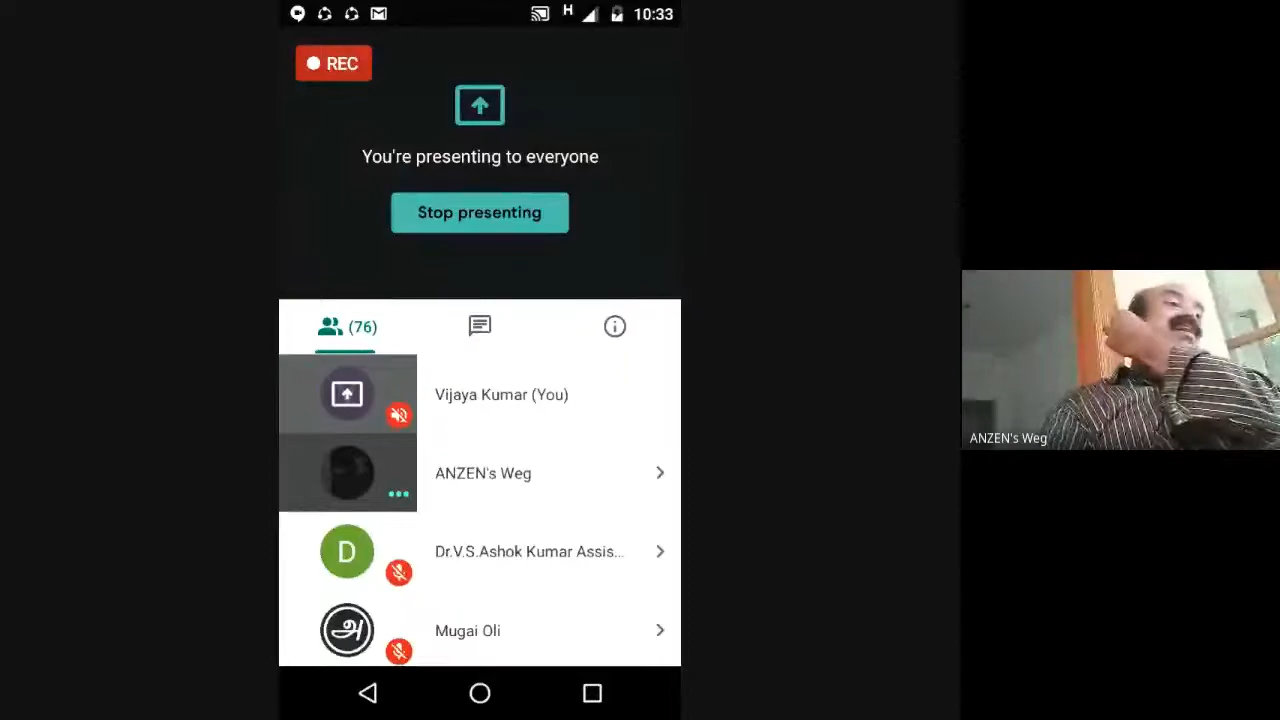 H
10:33
REC
You're presenting to everyone
Stop presenting
(76)
Vijaya Kumar (You)
ANZEN's Weg
D
Dr.V.S.Ashok Kumar Assis...
அ
Mugai Oli
ANZEN's Weg